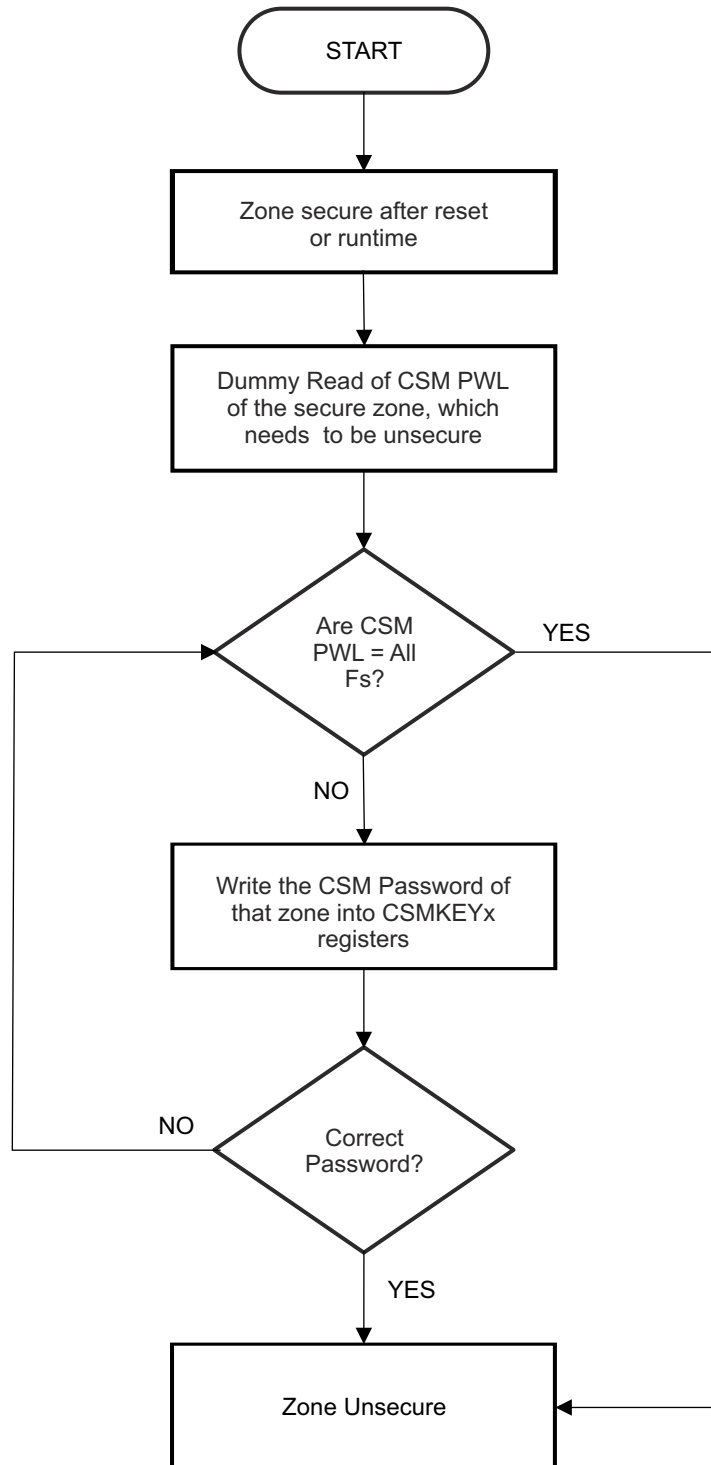 START
Zone secure after reset
or runtime
Dummy Read of CSM PWL
of the secure zone, which
needs to be unsecure
Are CSM
PWL = All
Fs?
YES
NO
Write the CSM Password of
that zone into CSMKEYx
registers
NO
Correct
Password?
YES
Zone Unsecure